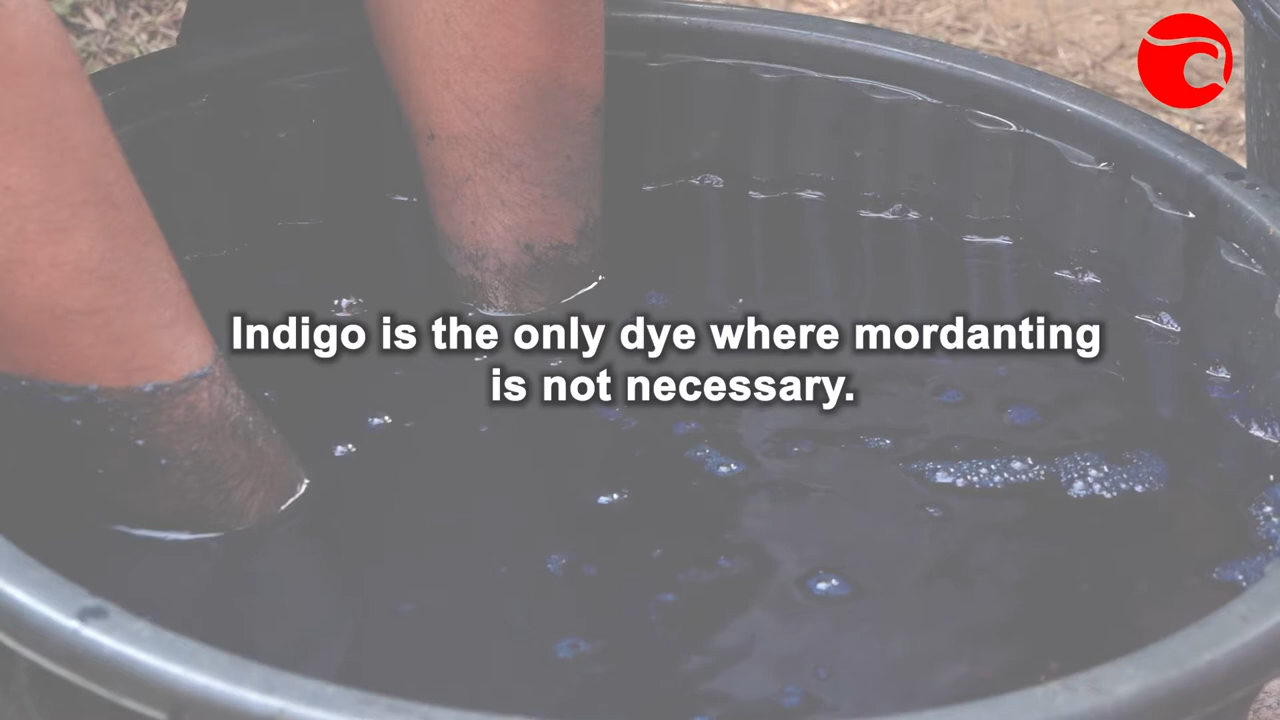 Indigo is the only dye where mordanting
is not necessary.